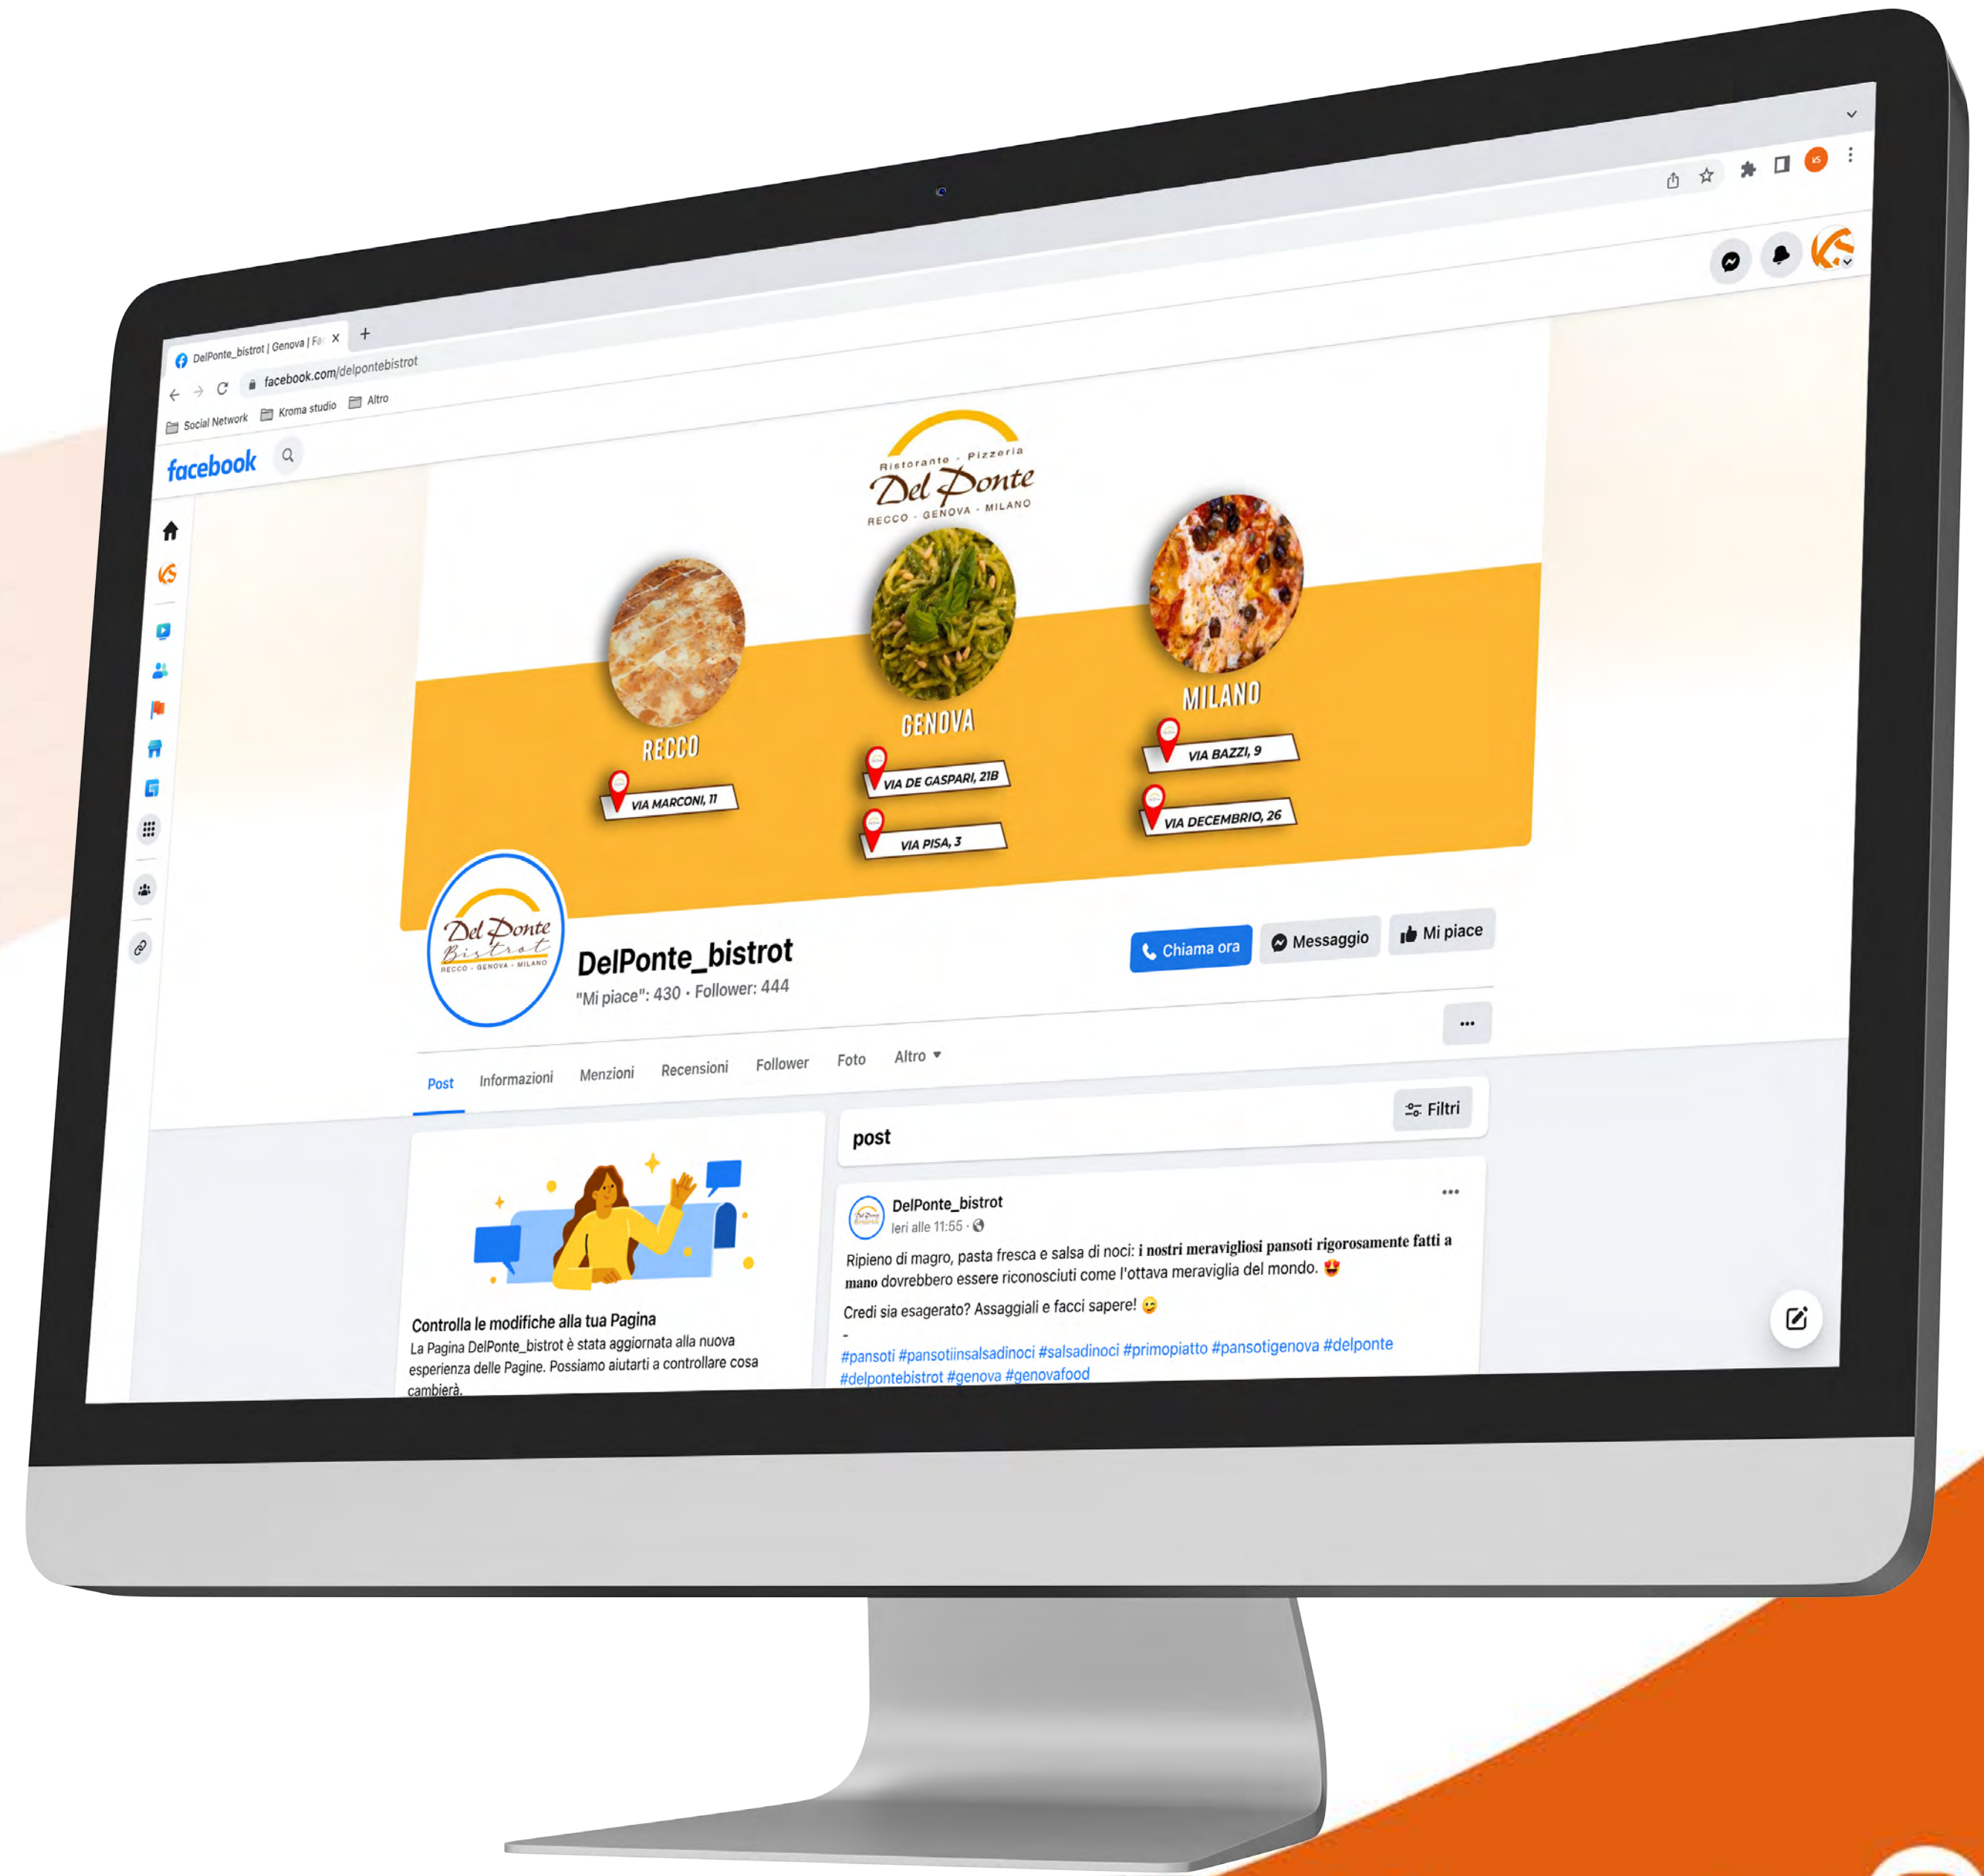 DelPonte_bistrot | Genova | Fa
facebook.com/delpontebistrot
Social Network Kroma studio Altro
facebook
Ristorante - Pizzeria
Del Ponte
RECCO - GENOVA - MILANO
RECCO
VIA MARCONI, 11
GENOVA
VIA DE GASPARI, 21B
VIA PISA, 3
MILANO
VIA BAZZI, 9
VIA DECEMBRIO, 26
Del Ponte
Bistrot
RECCO - GENOVA - MILANO
DelPonte_bistrot
"Mi piace": 430 · Follower: 444
Chiama ora Messaggio Mi piace
Post Informazioni Menzioni Recensioni Follower Foto Altro
Controlla le modifiche alla tua Pagina
La Pagina DelPonte_bistrot è stata aggiornata alla nuova
esperienza delle Pagine. Possiamo aiutarti a controllare cosa
cambierà.
post
Filtri
DelPonte_bistrot
Ieri alle 11:55 ·
Ripieno di magro, pasta fresca e salsa di noci: i nostri meravigliosi pansoti rigorosamente fatti a
mano dovrebbero essere riconosciuti come l'ottava meraviglia del mondo. 😍
Credi sia esagerato? Assaggiali e facci sapere! 😋
-
#pansoti #pansotiinsalsadinoci #salsadinoci #primopiatto #pansotigenova #delponte
#delpontebistrot #genova #genovafood